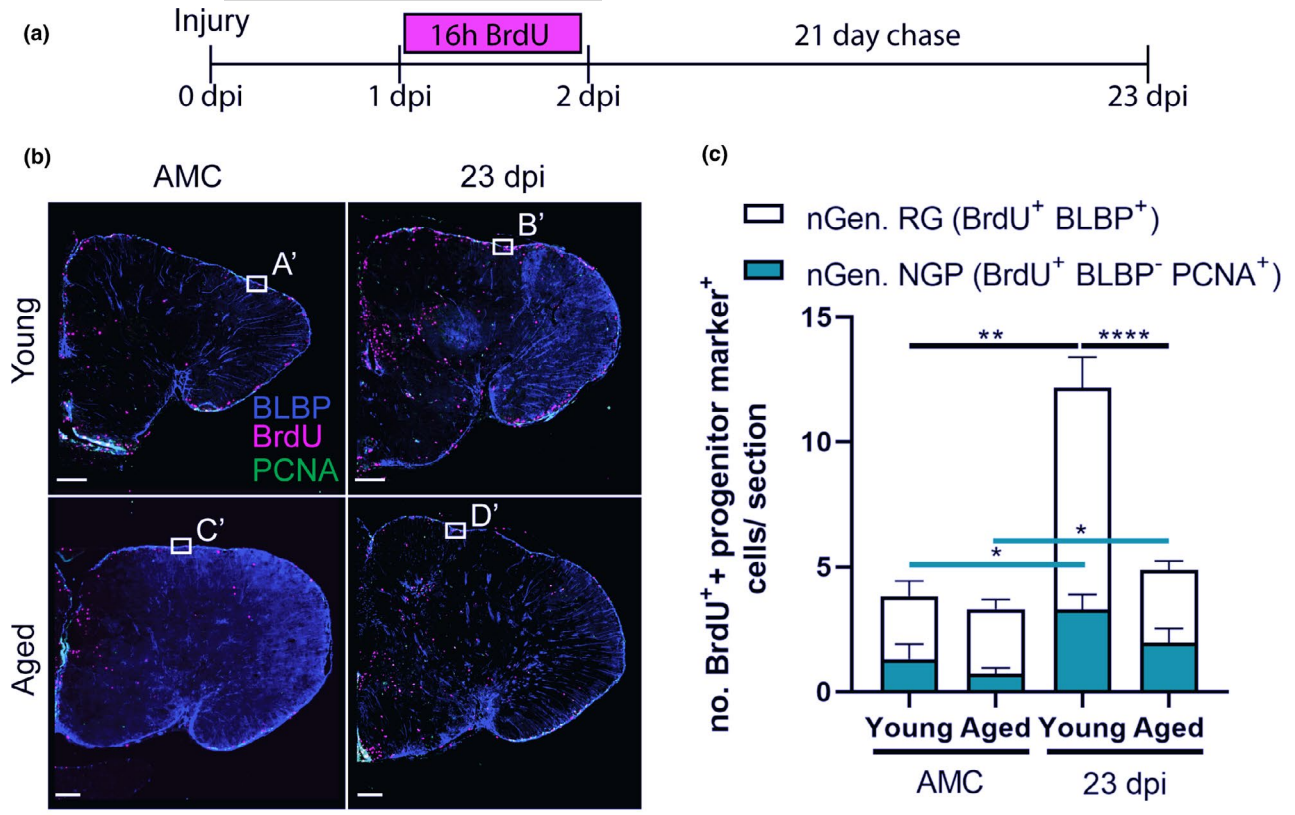 (a)
Injury
16h BrdU
21 day chase
0 dpi
1 dpi
2 dpi
23 dpi
(b)
AMC
23 dpi
Young
Aged
A'
B'
C'
D'
BLBP
BrdU
PCNA
(c)
nGen. RG (BrdU⁺ BLBP⁺)
nGen. NGP (BrdU⁺ BLBP⁻ PCNA⁺)
no. BrdU⁺+ progenitor marker⁺
cells/ section
15
10
5
0
** ****
*
*
Young Aged Young Aged
AMC 23 dpi